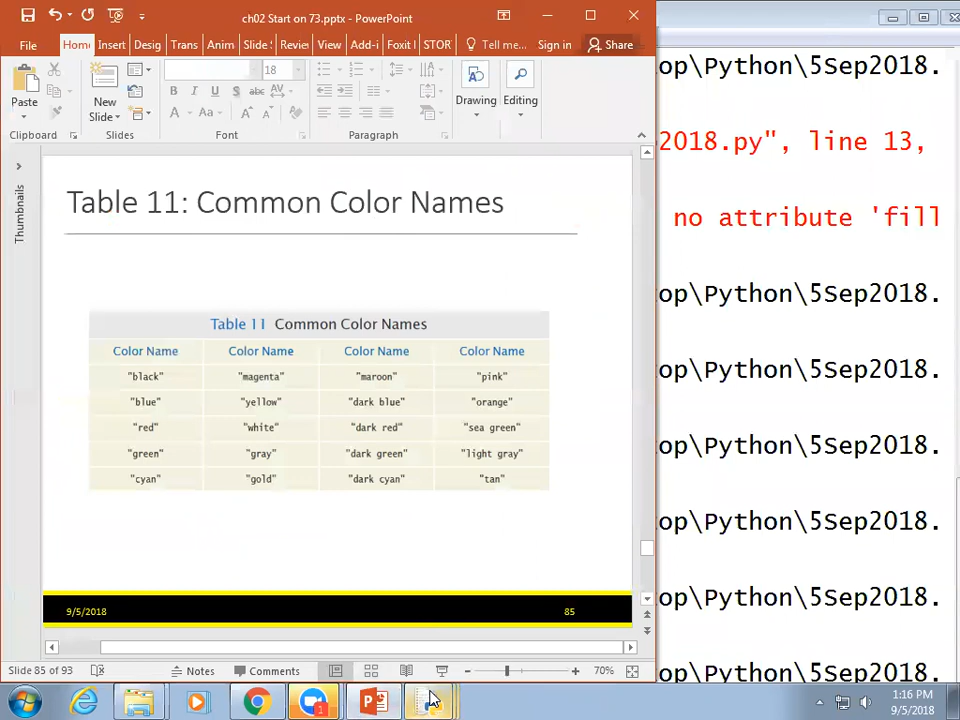 ch02 Start on 73.pptx - PowerPoint
File Home Insert Desig Trans Anim Slide Review View Add-i Foxit I STOR Tell me... Sign in Share
18
Paste
New
Slide
Drawing
Editing
B I U S abc AV
A Aa A A
Clipboard Slides Font Paragraph
Thumbnails
Table 11: Common Color Names
Table 11 Common Color Names
Color Name Color Name Color Name Color Name
"black" "magenta" "maroon" "pink"
"blue" "yellow" "dark blue" "orange"
"red" "white" "dark red" "sea green"
"green" "gray" "dark green" "light gray"
"cyan" "gold" "dark cyan" "tan"
9/5/2018 85
Slide 85 of 93 Notes Comments 70%
op\Python\5Sep2018.
2018.py", line 13,
no attribute 'fill
op\Python\5Sep2018.
op\Python\5Sep2018.
op\Python\5Sep2018.
op\Python\5Sep2018.
op\Python\5Sep2018.
op\Python\5Sep2018.
1
1:16 PM
9/5/2018